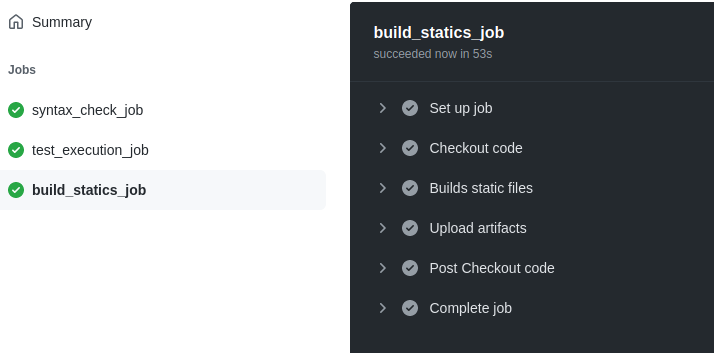 Summary
Jobs
syntax_check_job
test_execution_job
build_statics_job
build_statics_job
succeeded now in 53s
Set up job
Checkout code
Builds static files
Upload artifacts
Post Checkout code
Complete job